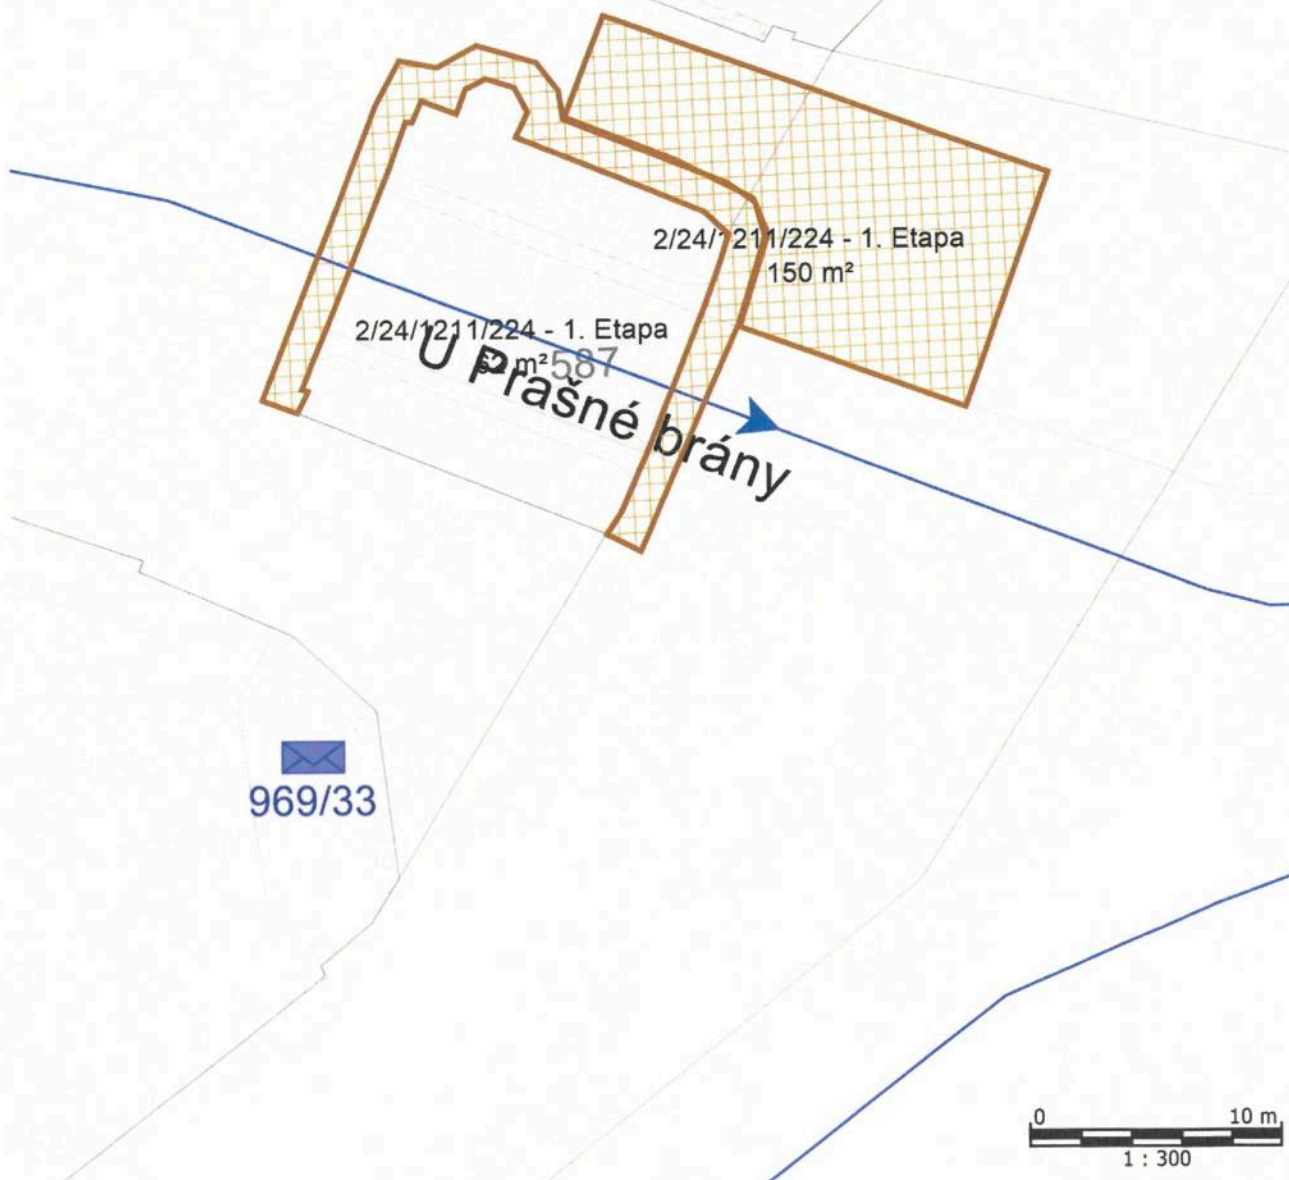 2/24/1211/224 - 1. Etapa
150 m²
2/24/1211/224 - 1. Etapa
m²
587
U Prašné brány
969/33
0 10 m
1 : 300